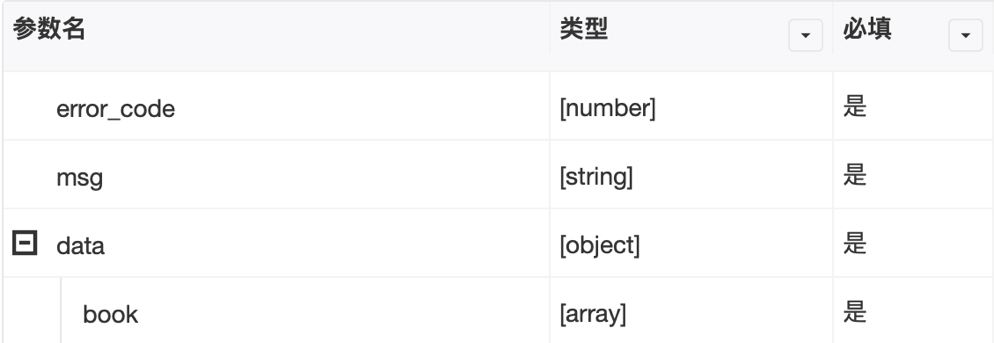 参数名 类型 必填
error_code [number] 是
msg [string] 是
data [object] 是
book [array] 是